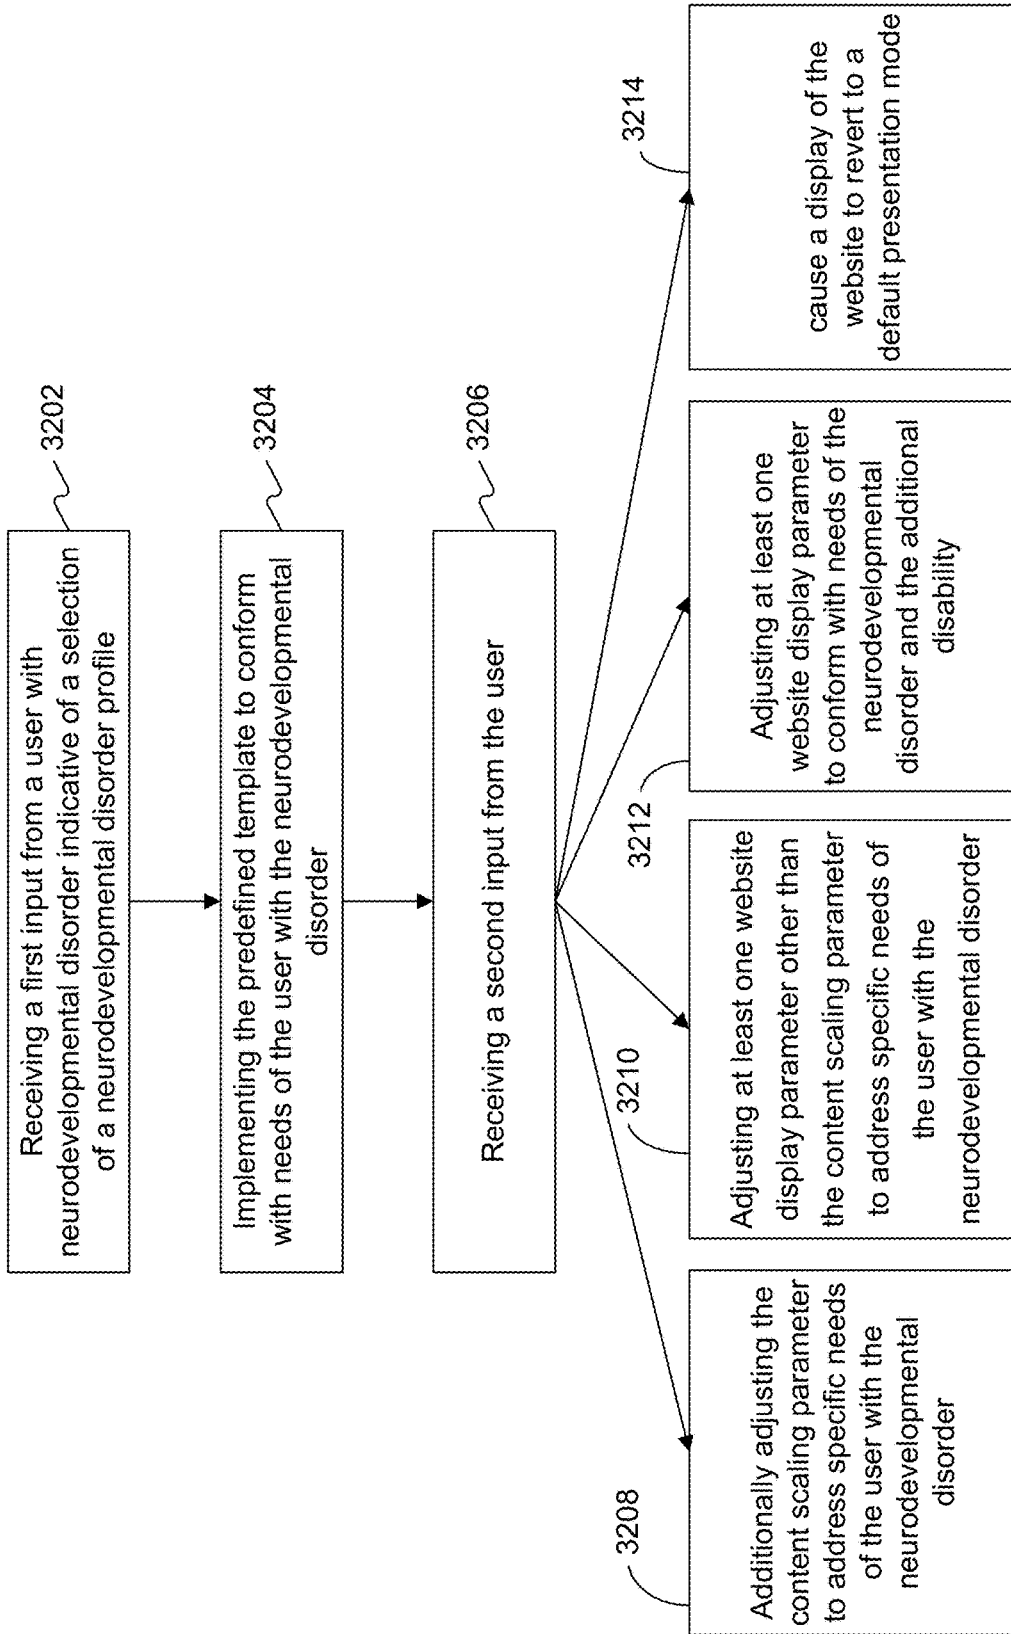 Receiving a first input from a user with
neurodevelopmental disorder indicative of a selection
of a neurodevelopmental disorder profile
3202
Implementing the predefined template to conform
with needs of the user with the neurodevelopmental
disorder
3204
Receiving a second input from the user
3206
3208
Additionally adjusting the
content scaling parameter
to address specific needs
of the user with the
neurodevelopmental
disorder
3210
Adjusting at least one website
display parameter other than
the content scaling parameter
to address specific needs of
the user with the
neurodevelopmental disorder
3212
Adjusting at least one
website display parameter
to conform with needs of the
neurodevelopmental
disorder and the additional
disability
3214
cause a display of the
website to revert to a
default presentation mode